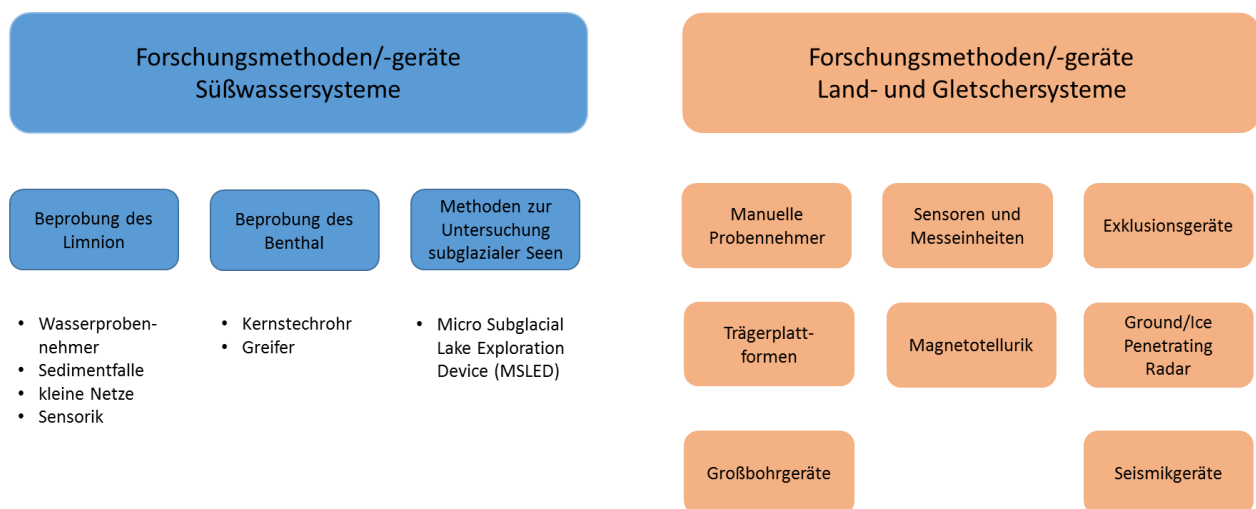 Forschungsmethoden/-geräte
Süßwassersysteme
Beprobung des
Limnion
Beprobung des
Benthal
Methoden zur
Untersuchung
subglazialer Seen
• Wasserproben-
nehmer
• Sedimentfalle
• kleine Netze
• Sensorik
• Kernstechrohr
• Greifer
• Micro Subglacial
Lake Exploration
Device (MSLED)
Forschungsmethoden/-geräte
Land- und Gletschersysteme
Manuelle
Probennehmer
Sensoren und
Messeinheiten
Exklusionsgeräte
Trägerplatt-
formen
Magnetotellurik
Ground/Ice
Penetrating
Radar
Großbohrgeräte
Seismikgeräte